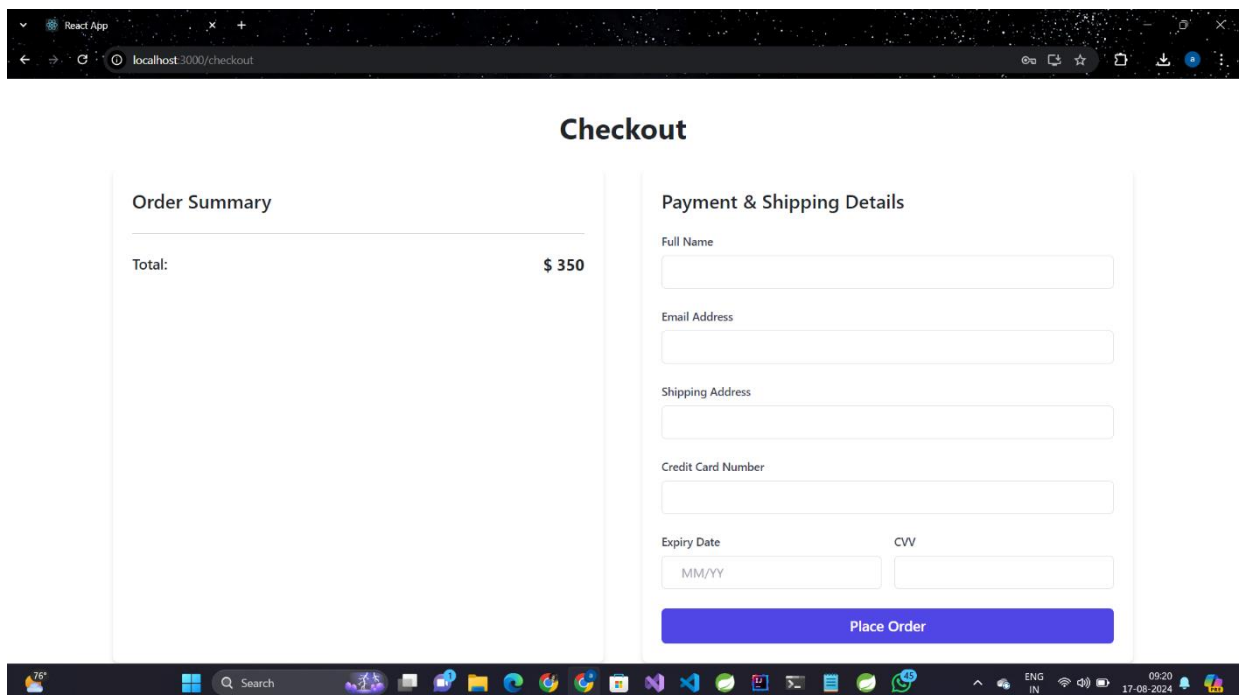 React App
localhost:3000/checkout
a
Checkout
Order Summary
Total:
$ 350
Payment & Shipping Details
Full Name
Email Address
Shipping Address
Credit Card Number
Expiry Date
CVV
MM/YY
Place Order
76°
Search
45
ENG
IN
09:20
17-08-2024